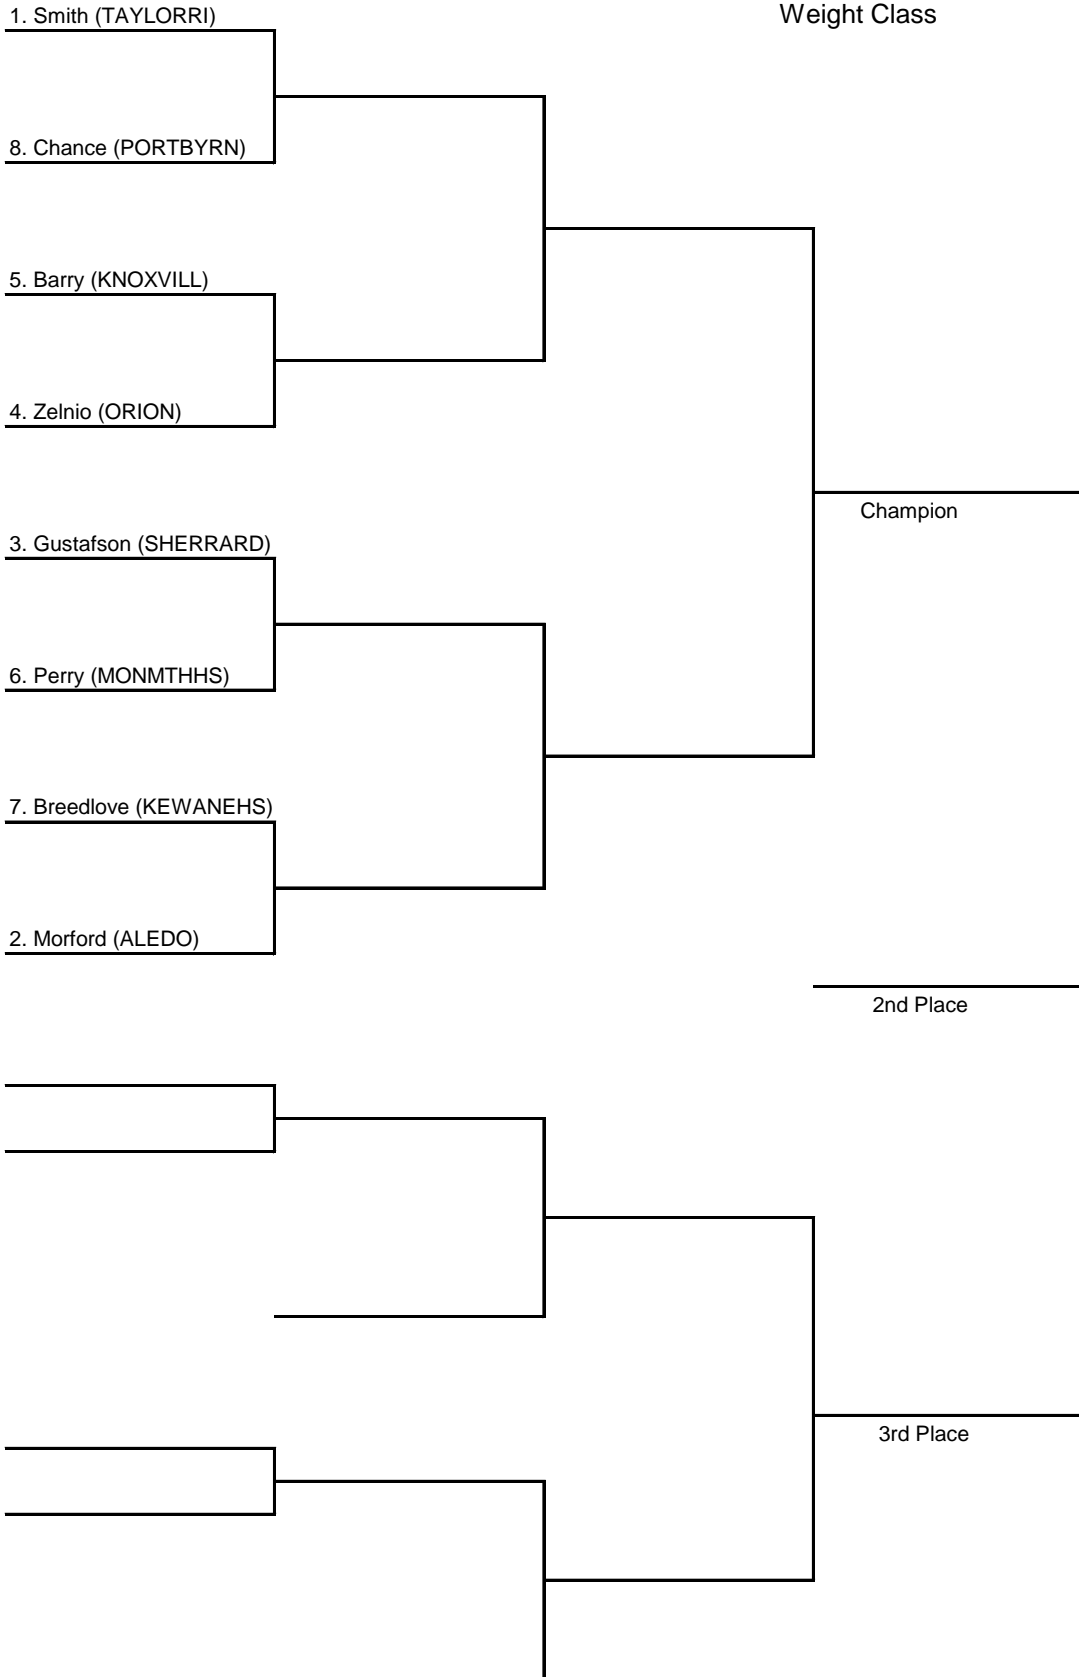 1. Smith (TAYLORRI)
Weight Class
8. Chance (PORTBYRN)
5. Barry (KNOXVILL)
4. Zelnio (ORION)
Champion
3. Gustafson (SHERRARD)
6. Perry (MONMTHHS)
7. Breedlove (KEWANEHS)
2. Morford (ALEDO)
2nd Place
3rd Place